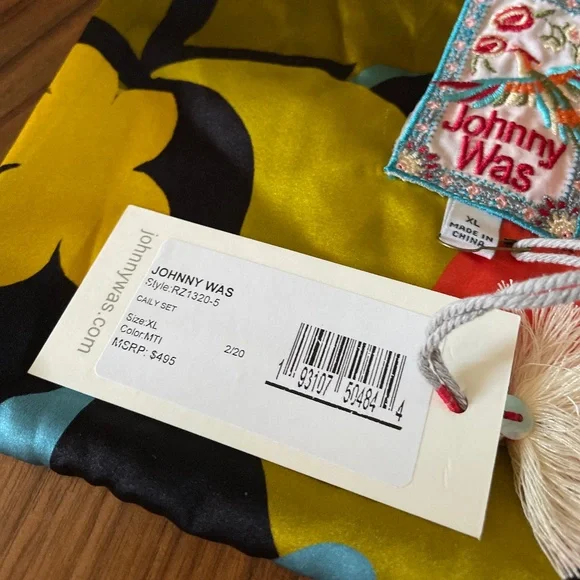 Johnny
Was
XL
MADE IN
CHINA
johnnywas.com
JOHNNY WAS
Style:RZ1320-5
CAILY SET
Size:XL
Color:MTI
2/20
MSRP: $495
1 93107 50484 4